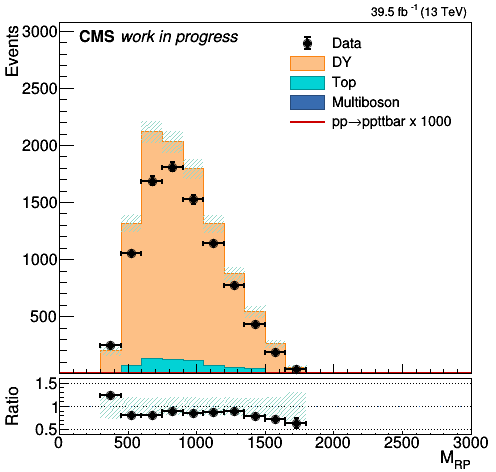 39.5 fb⁻¹ (13 TeV)
CMS work in progress
Data
DY
Top
Multiboson
pp→ppttbar x 1000
Events
3000
2500
2000
1500
1000
500
Ratio
1.5
1
0.5
0 500 1000 1500 2000 2500 3000
M_RP